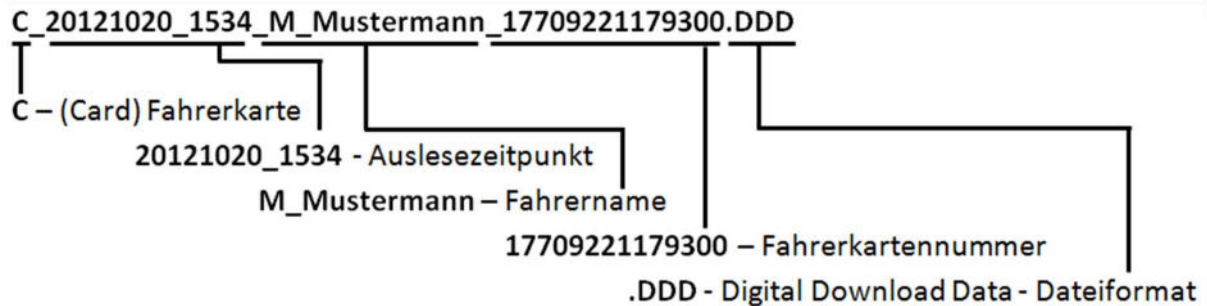 C_20121020_1534_M_Mustermann_17709221179300.DDD
C – (Card) Fahrerkarte
20121020_1534 - Auslesezeitpunkt
M_Mustermann – Fahrername
17709221179300 – Fahrerkartennummer
.DDD - Digital Download Data - Dateiformat